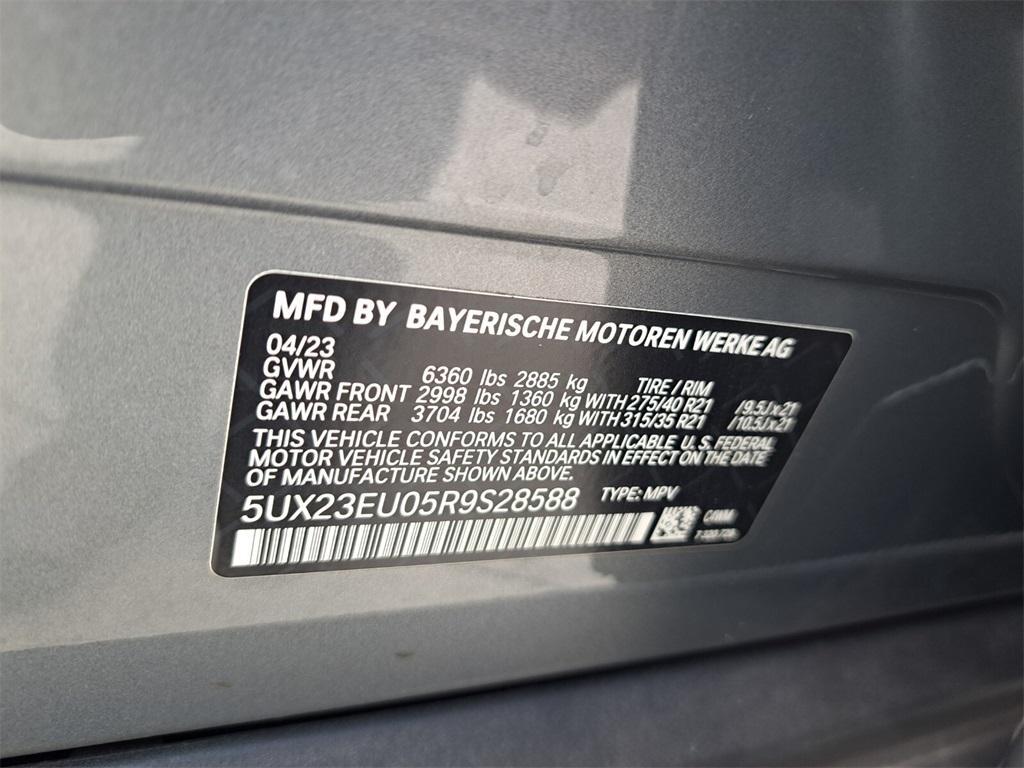 MFD BY BAYERISCHE MOTOREN WERKE AG
04/23
GVWR 6360 lbs 2885 kg TIRE / RIM
GAWR FRONT 2998 lbs 1360 kg WITH 275/40 R21 /9.5Jx21
GAWR REAR 3704 lbs 1680 kg WITH 315/35 R21 /10.5Jx21
THIS VEHICLE CONFORMS TO ALL APPLICABLE U.S. FEDERAL
MOTOR VEHICLE SAFETY STANDARDS IN EFFECT ON THE DATE
OF MANUFACTURE SHOWN ABOVE.
5UX23EU05R9S28588 TYPE: MPV